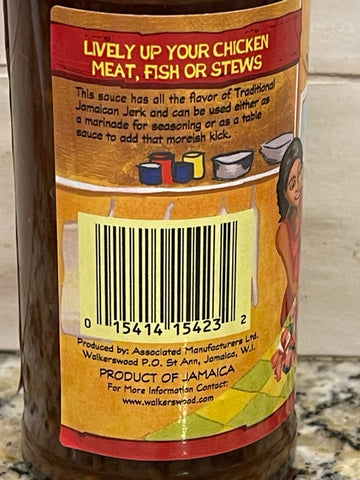 LIVELY UP YOUR CHICKEN
MEAT, FISH OR STEWS
This sauce has all the flavor of Traditional
Jamaican Jerk and can be used either as
a marinade for seasoning or as a table
sauce to add that moreish kick.
0 15414 15423 2
Produced by: Associated Manufacturers Ltd.
Walkerswood P.O. St Ann, Jamaica, W.I.
PRODUCT OF JAMAICA
For More Information Contact:
www.walkerswood.com